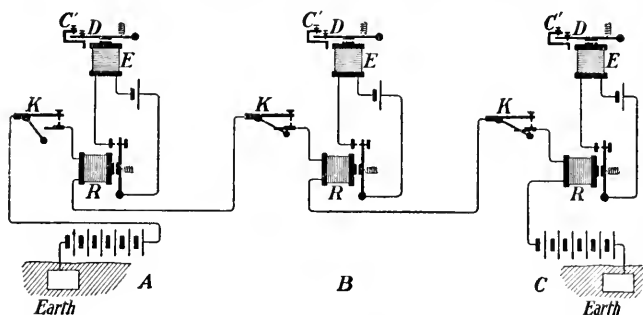 C' D C' D C' D
E E E
K K K
R R R
A B C
Earth Earth